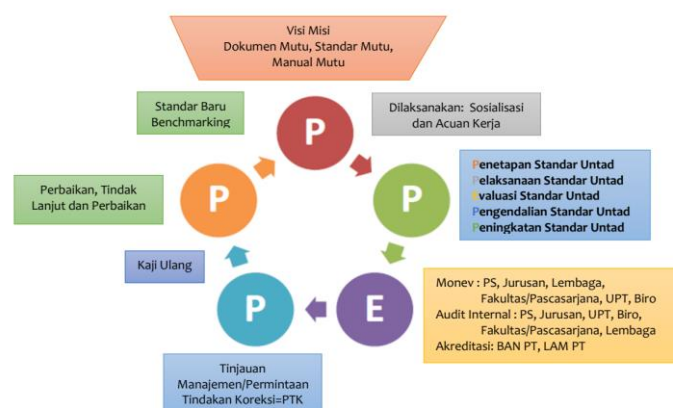 Visi Misi
Dokumen Mutu, Standar Mutu,
Manual Mutu
Standar Baru
Benchmarking
P
Dilaksanakan: Sosialisasi
dan Acuan Kerja
Perbaikan, Tindak
Lanjut dan Perbaikan
P
P
Penetapan Standar Untad
Pelaksanaan Standar Untad
Evaluasi Standar Untad
Pengendalian Standar Untad
Peningkatan Standar Untad
Kaji Ulang
P
E
Monev : PS, Jurusan, Lembaga,
Fakultas/Pascasarjana, UPT, Biro
Audit Internal : PS, Jurusan, UPT, Biro,
Fakultas/Pascasarjana, Lembaga
Akreditasi: BAN PT, LAM PT
Tinjauan
Manajemen/Permintaan
Tindakan Koreksi=PTK